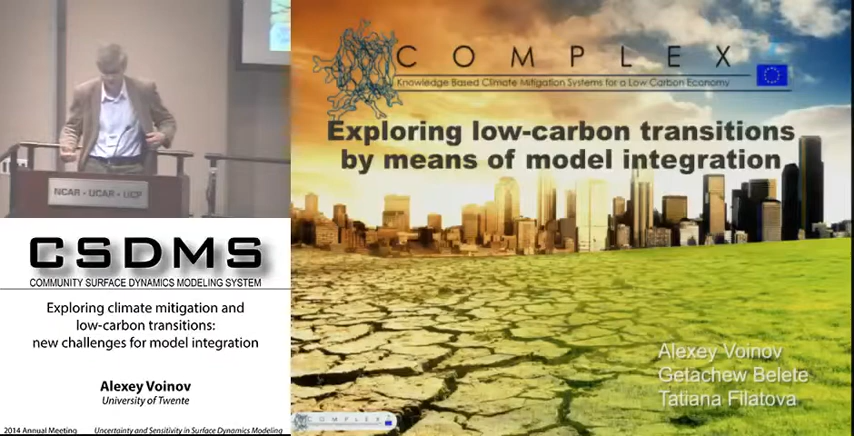 NCAR - UCAR - UCP
CSDMS
COMMUNITY SURFACE DYNAMICS MODELING SYSTEM
Exploring climate mitigation and
low-carbon transitions:
new challenges for model integration
Alexey Voinov
University of Twente
2014 Annual Meeting
Uncertainty and Sensitivity in Surface Dynamics Modeling
COMPLEX
Knowledge Based Climate Mitigation Systems for a Low Carbon Economy
Exploring low-carbon transitions
by means of model integration
Alexey Voinov
Getachew Belete
Tatiana Filatova
COMPLEX